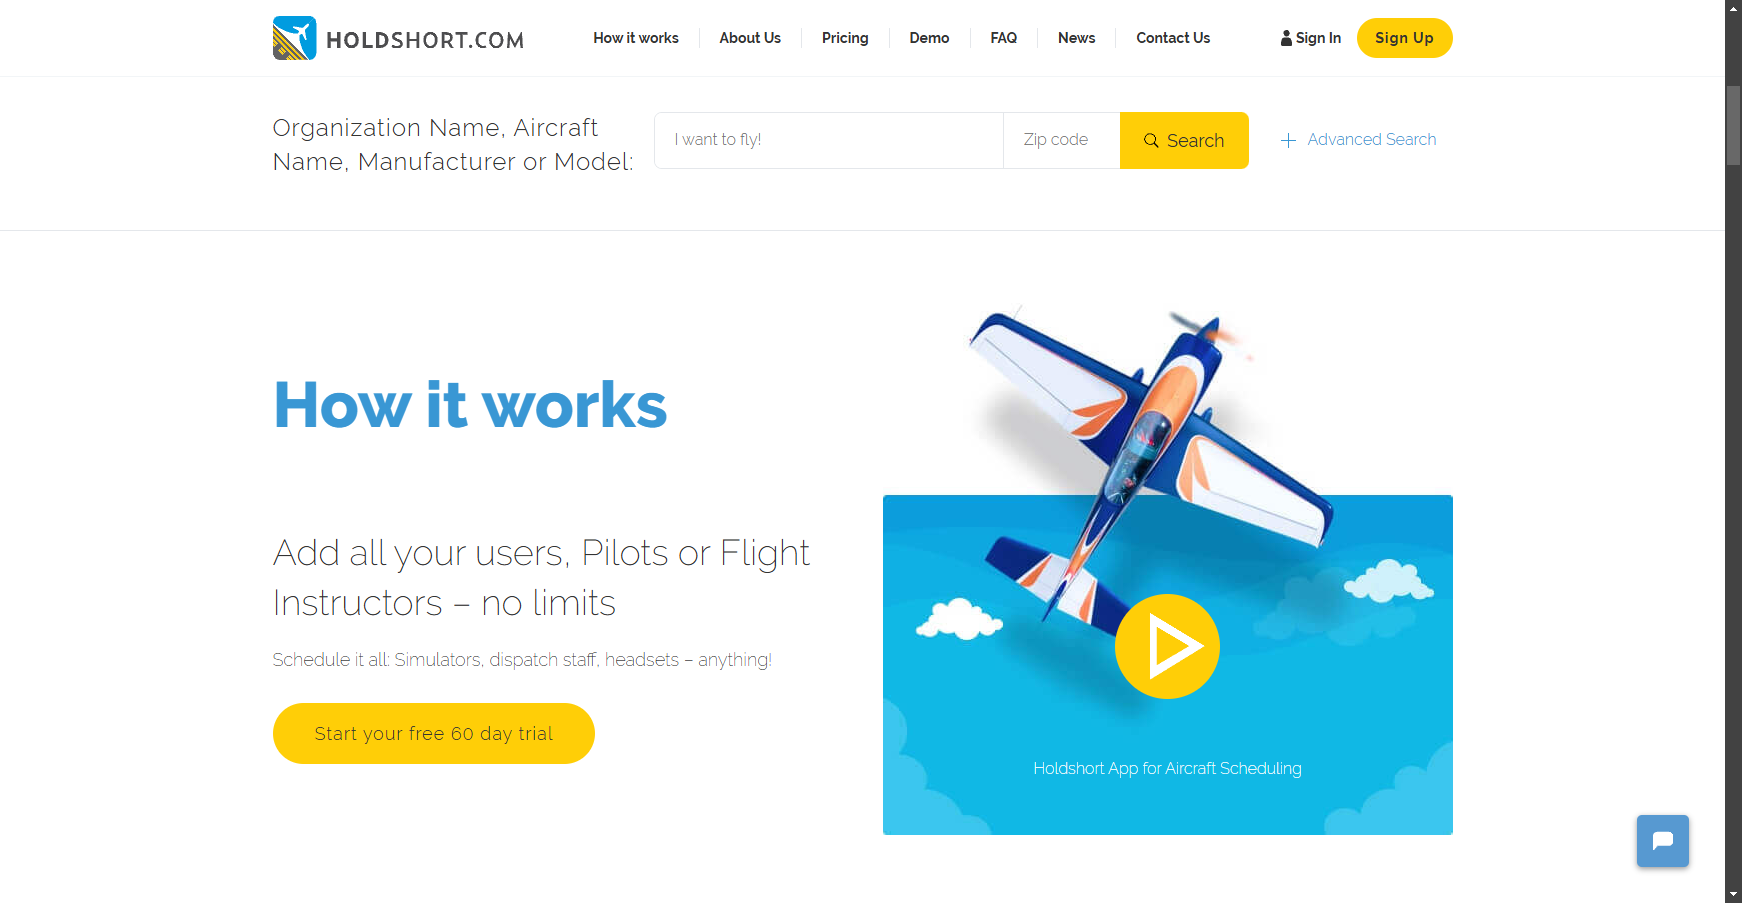 HOLDSHORT.COM
How it works
About Us
Pricing
Demo
FAQ
News
Contact Us
Sign In
Sign Up
Organization Name, Aircraft
Name, Manufacturer or Model:
I want to fly!
Zip code
Search
Advanced Search
How it works
Add all your users, Pilots or Flight
Instructors – no limits
Schedule it all: Simulators, dispatch staff, headsets – anything!
Start your free 60 day trial
Holdshort App for Aircraft Scheduling